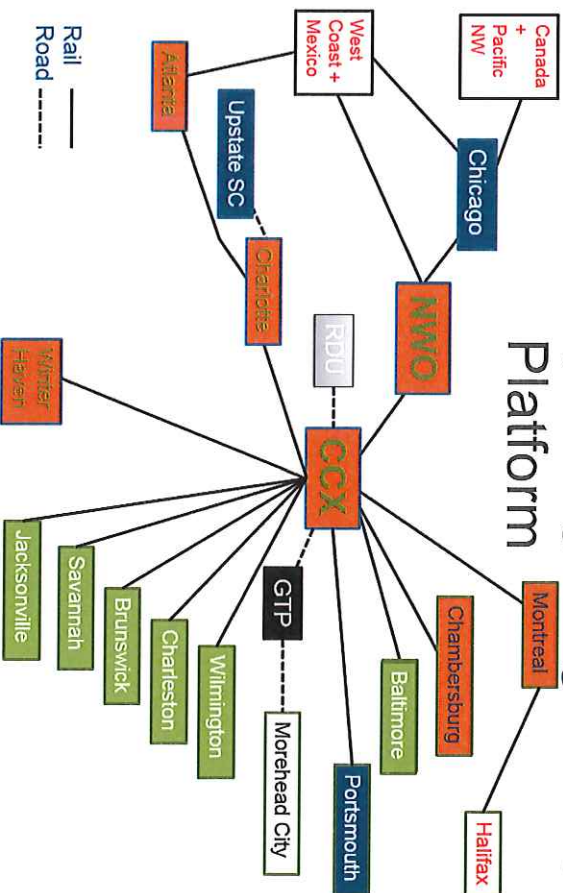 Platform
Canada
+
Pacific
NW
Chicago
West
Coast +
Mexico
NWO
Atlanta
Upstate SC
Charlotte
RDU
CCX
Montreal
Halifax
Chambersburg
Baltimore
Portsmouth
GTP
Morehead City
Wilmington
Charleston
Brunswick
Savannah
Jacksonville
Winter
Haven
Rail
Road